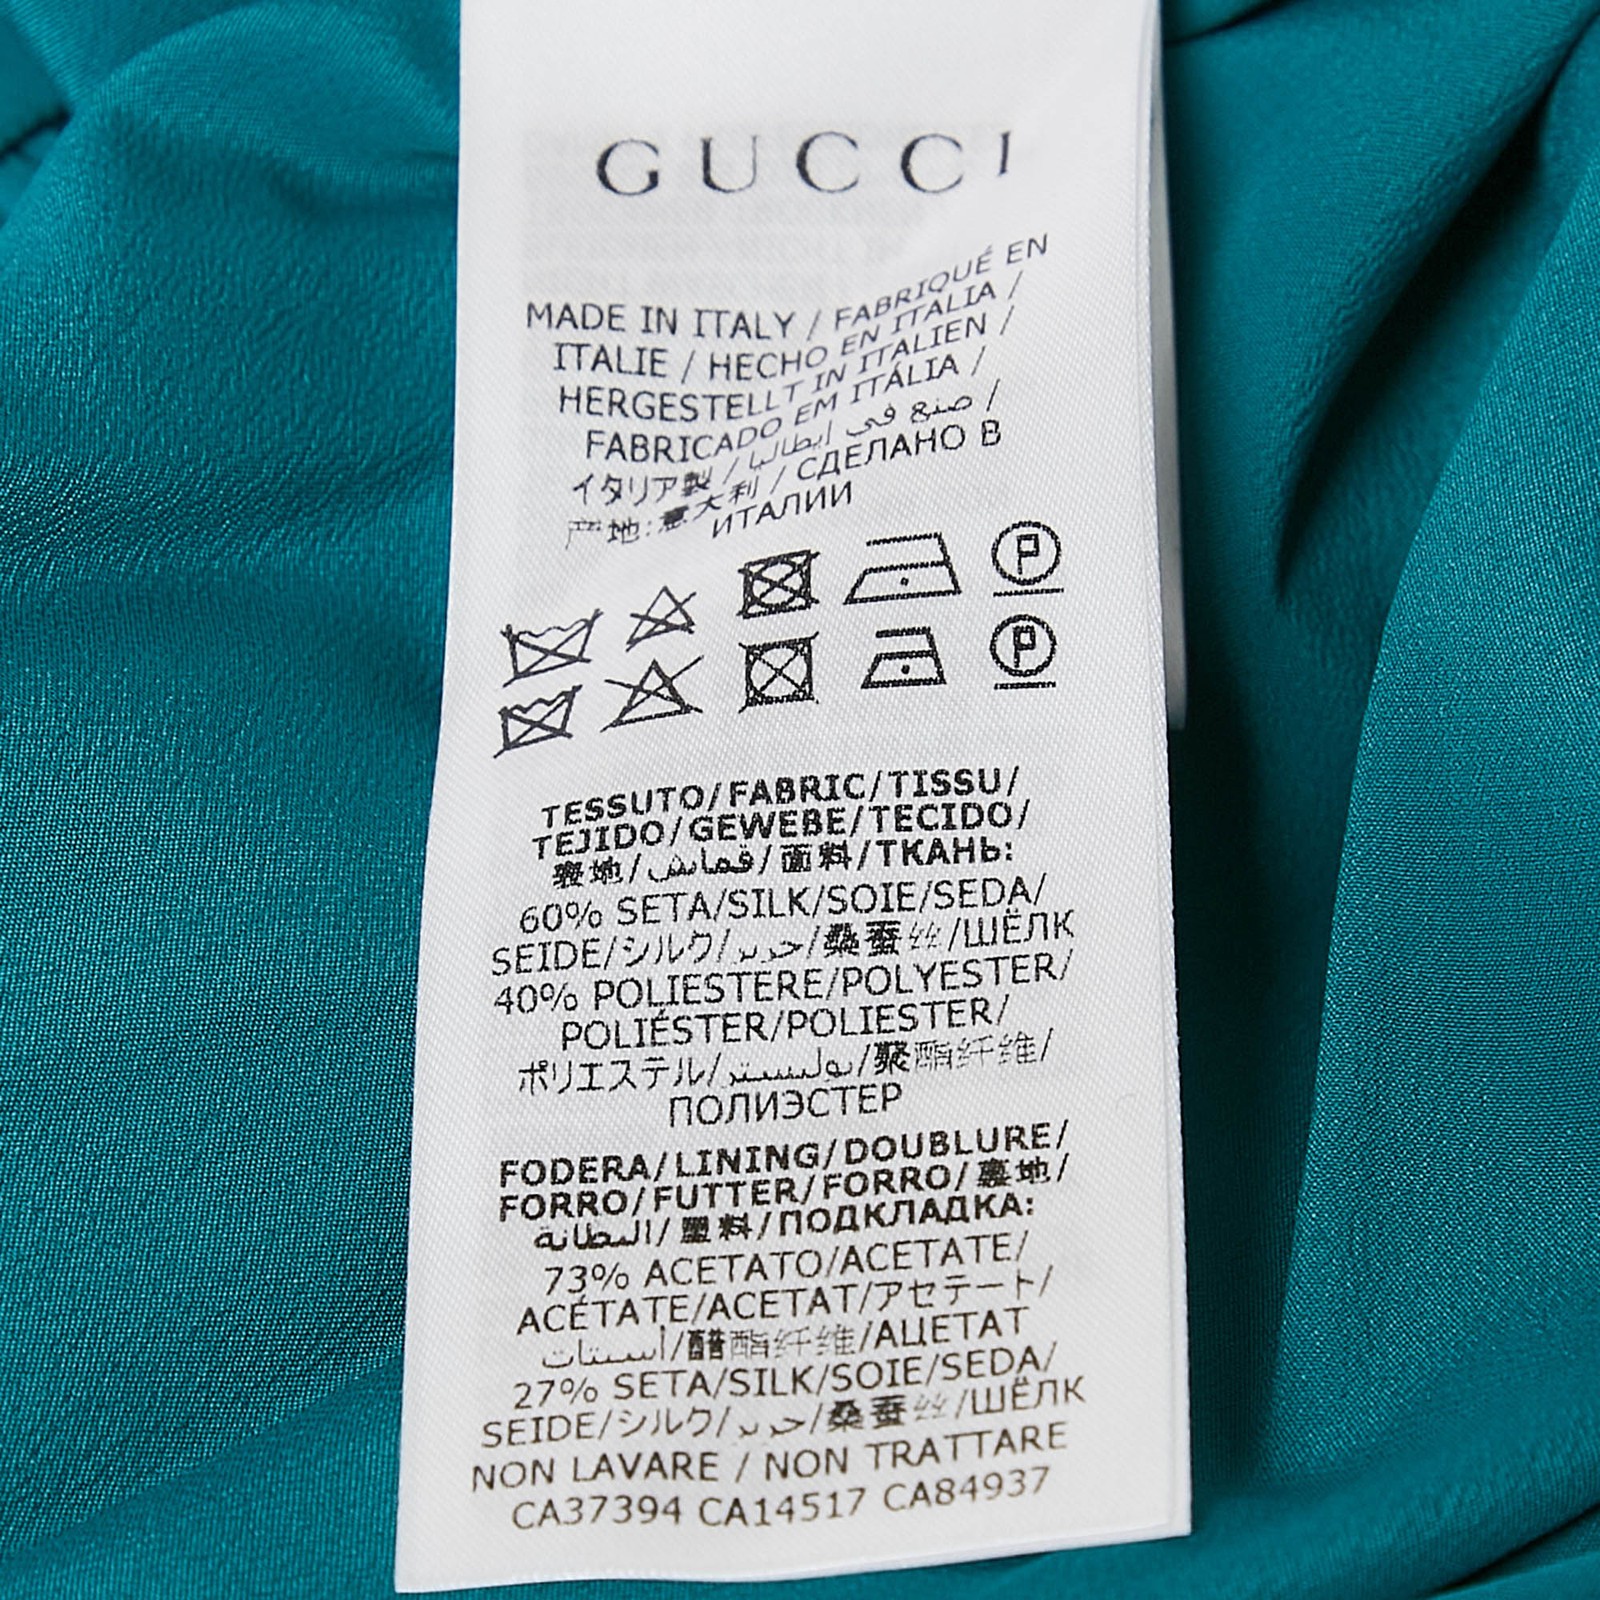 GUCCI
MADE IN ITALY / FABRIQUÉ EN
ITALIE / HECHO EN ITALIA /
HERGESTELLT IN ITALIEN /
FABRICADO EM ITÁLIA /
イタリア製 / صنع في ايطاليا /
产地:意大利 / СДЕЛАНО В
ИТАЛИИ
P
P
TESSUTO/FABRIC/TISSU/
TEJIDO/GEWEBE/TECIDO/
表地/قماش/面料/ТКАНЬ:
60% SETA/SILK/SOIE/SEDA/
SEIDE/シルク/حرير/桑蚕丝/ШЁЛК
40% POLIESTERE/POLYESTER/
POLIÉSTER/POLIESTER/
ポリエステル/بوليستر/聚酯纤维/
ПОЛИЭСТЕР
FODERA/LINING/DOUBLURE/
FORRO/FUTTER/FORRO/裏地/
البطانة/里料/ПОДКЛАДКА:
73% ACETATO/ACETATE/
ACÉTATE/ACETAT/アセテート/
أسيتات/醋酯纤维/АЦЕТАТ
27% SETA/SILK/SOIE/SEDA/
SEIDE/シルク/حرير/桑蚕丝/ШЁЛК
NON LAVARE / NON TRATTARE
CA37394 CA14517 CA84937